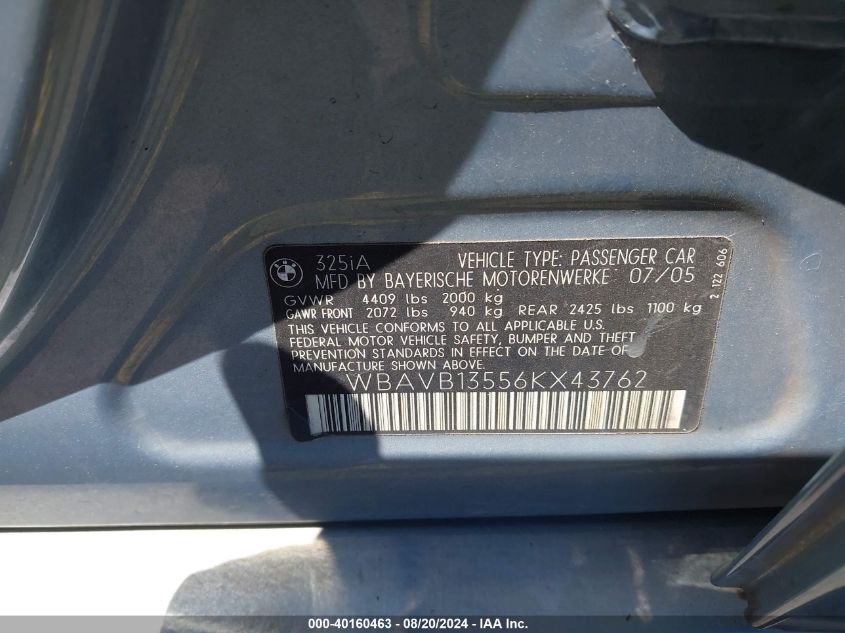 325iA VEHICLE TYPE: PASSENGER CAR
MFD BY BAYERISCHE MOTORENWERKE 07/05
GVWR 4409 lbs 2000 kg
GAWR FRONT 2072 lbs 940 kg REAR 2425 lbs 1100 kg
THIS VEHICLE CONFORMS TO ALL APPLICABLE U.S.
FEDERAL MOTOR VEHICLE SAFETY, BUMPER AND THEFT
PREVENTION STANDARDS IN EFFECT ON THE DATE OF
MANUFACTURE SHOWN ABOVE.
WBAVB13556KX43762
2 122 606
000-40160463 - 08/20/2024 - IAA Inc.